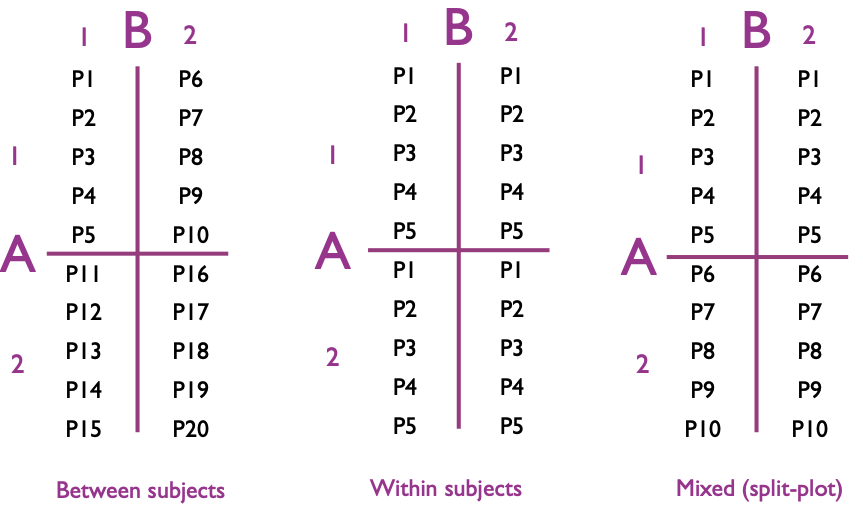 1 B 2
P1 P6
P2 P7
1
P3 P8
P4 P9
P5 P10
A
P11 P16
P12 P17
P13 P18
2
P14 P19
P15 P20
Between subjects
1 B 2
P1 P1
P2 P2
1
P3 P3
P4 P4
P5 P5
A
P1 P1
P2 P2
2
P3 P3
P4 P4
P5 P5
Within subjects
1 B 2
P1 P1
P2 P2
P3 P3
1
P4 P4
P5 P5
A
P6 P6
P7 P7
P8 P8
2
P9 P9
P10 P10
Mixed (split-plot)